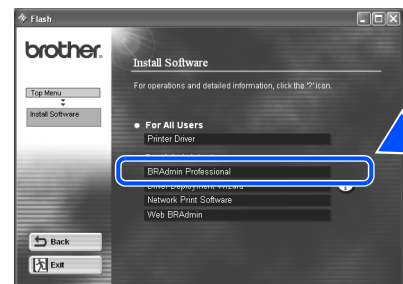 Flash
brother.
Install Software
For operations and detailed information, click the '?' icon.
Top Menu
Install Software
For All Users
Printer Driver
BRAdmin Professional
Driver Deployment Wizard
Network Print Software
Web BRAdmin
Back
Exit